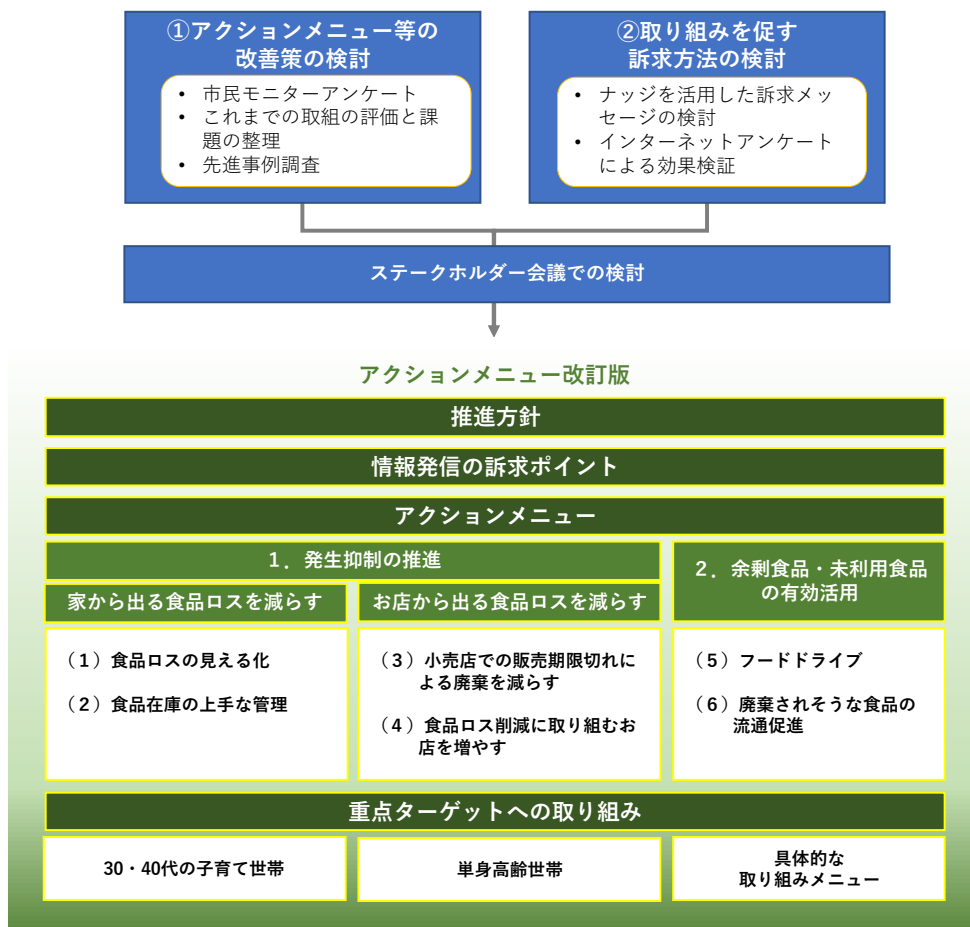 ①アクションメニュー等の
改善策の検討
• 市民モニターアンケート
• これまでの取組の評価と課
題の整理
• 先進事例調査
②取り組みを促す
訴求方法の検討
• ナッジを活用した訴求メッ
セージの検討
• インターネットアンケート
による効果検証
ステークホルダー会議での検討
アクションメニュー改訂版
推進方針
情報発信の訴求ポイント
アクションメニュー
1．発生抑制の推進
家から出る食品ロスを減らす
（1）食品ロスの見える化
（2）食品在庫の上手な管理
お店から出る食品ロスを減らす
（3）小売店での販売期限切れに
よる廃棄を減らす
（4）食品ロス削減に取り組むお
店を増やす
2．余剰食品・未利用食品
の有効活用
（5）フードドライブ
（6）廃棄されそうな食品の
流通促進
重点ターゲットへの取り組み
30・40代の子育て世帯
単身高齢世帯
具体的な
取り組みメニュー